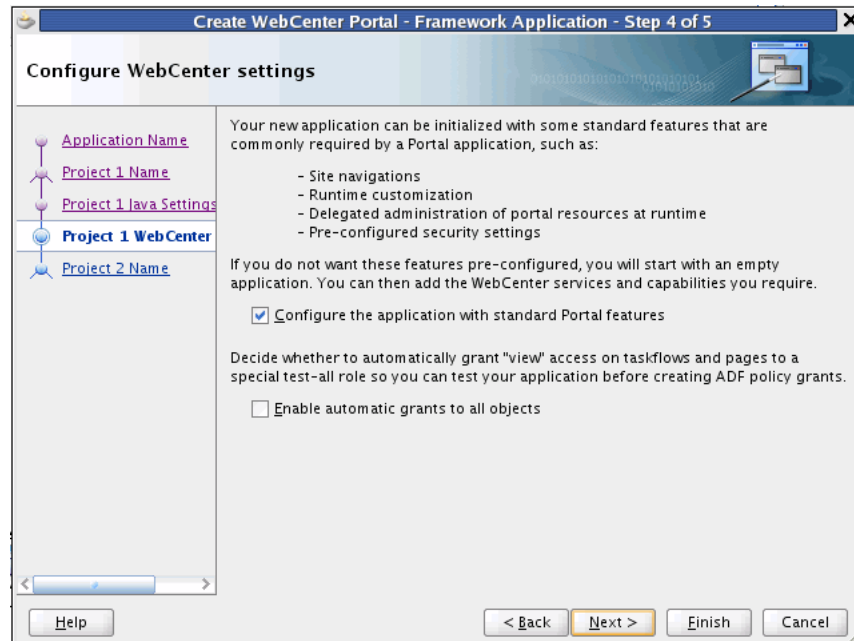 Create WebCenter Portal - Framework Application - Step 4 of 5
Configure WebCenter settings
Application Name
Project 1 Name
Project 1 Java Settings
Project 1 WebCenter
Project 2 Name
Your new application can be initialized with some standard features that are
commonly required by a Portal application, such as:
- Site navigations
- Runtime customization
- Delegated administration of portal resources at runtime
- Pre-configured security settings
If you do not want these features pre-configured, you will start with an empty
application. You can then add the WebCenter services and capabilities you require.
Configure the application with standard Portal features
Decide whether to automatically grant "view" access on taskflows and pages to a
special test-all role so you can test your application before creating ADF policy grants.
Enable automatic grants to all objects
Help
< Back
Next >
Finish
Cancel